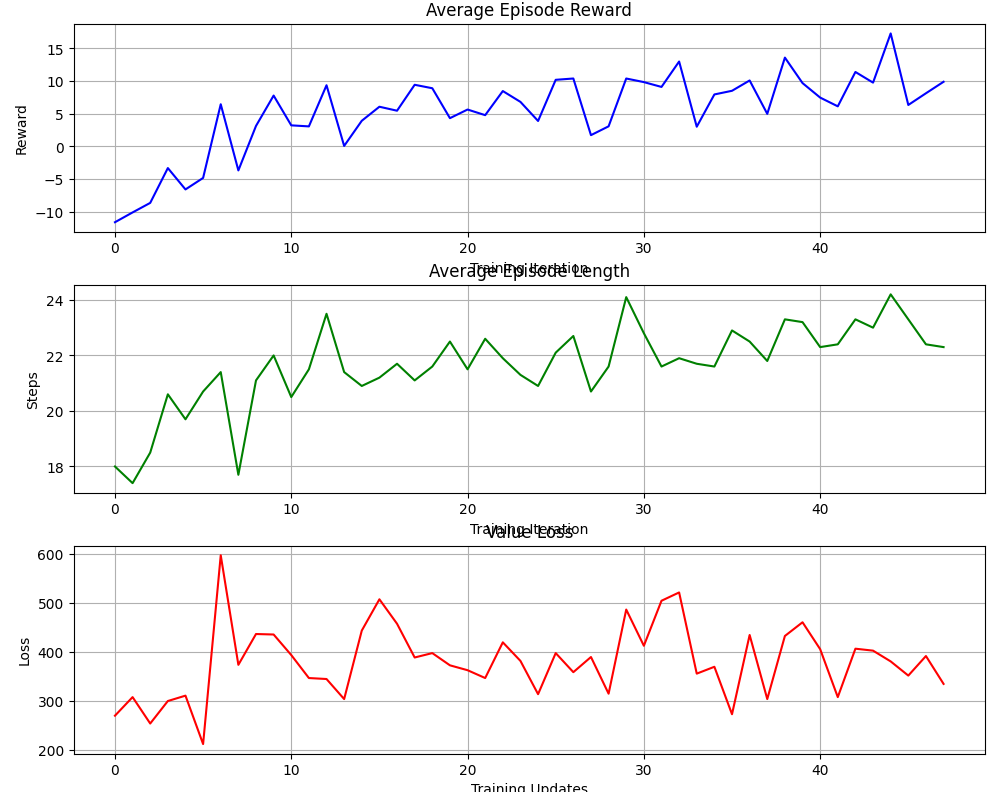 Average Episode Reward
15
10
5
0
−5
−10
Reward
0 10 20 30 40
Training Iteration
Average Episode Length
24
22
20
18
Steps
0 10 20 30 40
Training Iteration
Value Loss
600
500
400
300
200
Loss
0 10 20 30 40
Training Updates